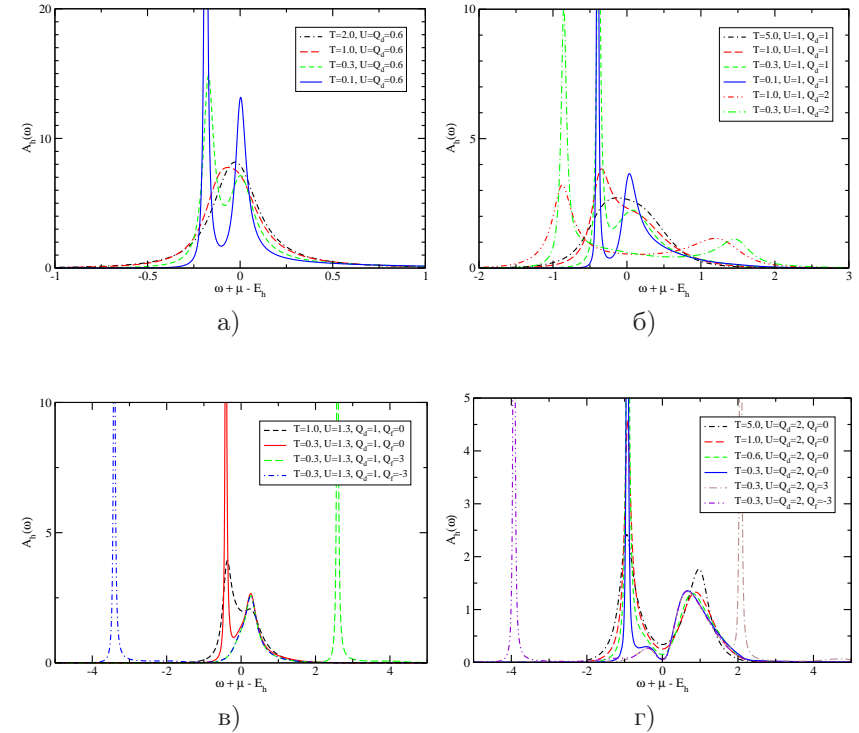 A_h(ω)
20
10
0
T=2.0, U=Q_d=0.6
T=1.0, U=Q_d=0.6
T=0.3, U=Q_d=0.6
T=0.1, U=Q_d=0.6
-1 -0.5 0 0.5 1
ω + μ - E_h
а)
A_h(ω)
10
5
0
T=5.0, U=1, Q_d=1
T=1.0, U=1, Q_d=1
T=0.3, U=1, Q_d=1
T=0.1, U=1, Q_d=1
T=1.0, U=1, Q_d=2
T=0.3, U=1, Q_d=2
-2 -1 0 1 2 3
ω + μ - E_h
б)
A_h(ω)
10
5
0
T=1.0, U=1.3, Q_d=1, Q_f=0
T=0.3, U=1.3, Q_d=1, Q_f=0
T=0.3, U=1.3, Q_d=1, Q_f=3
T=0.3, U=1.3, Q_d=1, Q_f=-3
-4 -2 0 2 4
ω + μ - E_h
в)
A_h(ω)
5
4
3
2
1
0
T=5.0, U=Q_d=2, Q_f=0
T=1.0, U=Q_d=2, Q_f=0
T=0.6, U=Q_d=2, Q_f=0
T=0.3, U=Q_d=2, Q_f=0
T=0.3, U=Q_d=2, Q_f=3
T=0.3, U=Q_d=2, Q_f=-3
-4 -2 0 2 4
ω + μ - E_h
г)